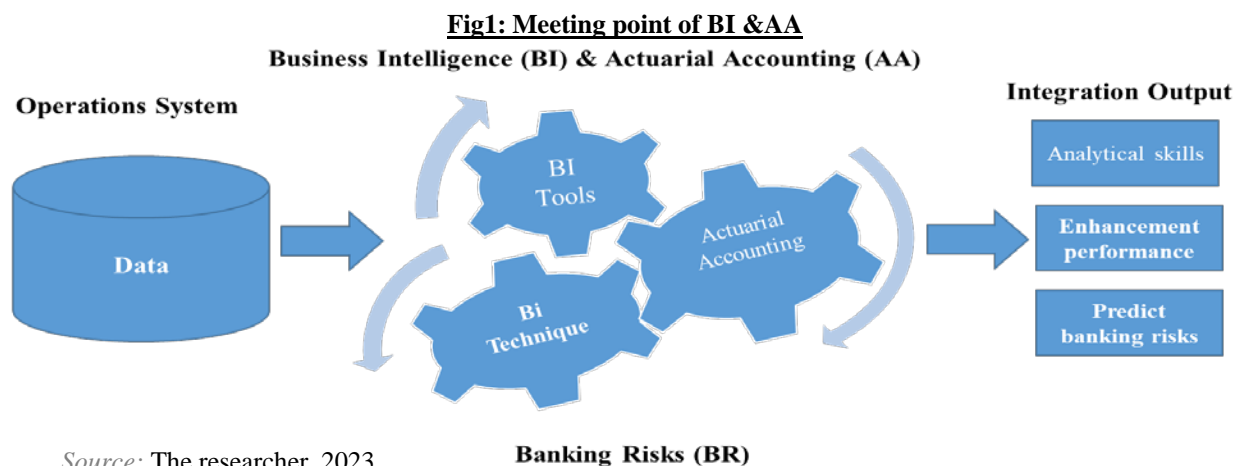 Fig1: Meeting point of BI &AA
Business Intelligence (BI) & Actuarial Accounting (AA)
Operations System
Data
BI
Tools
Actuarial
Accounting
Bi
Technique
Integration Output
Analytical skills
Enhancement
performance
Predict
banking risks
Banking Risks (BR)
Source: The researcher, 2023